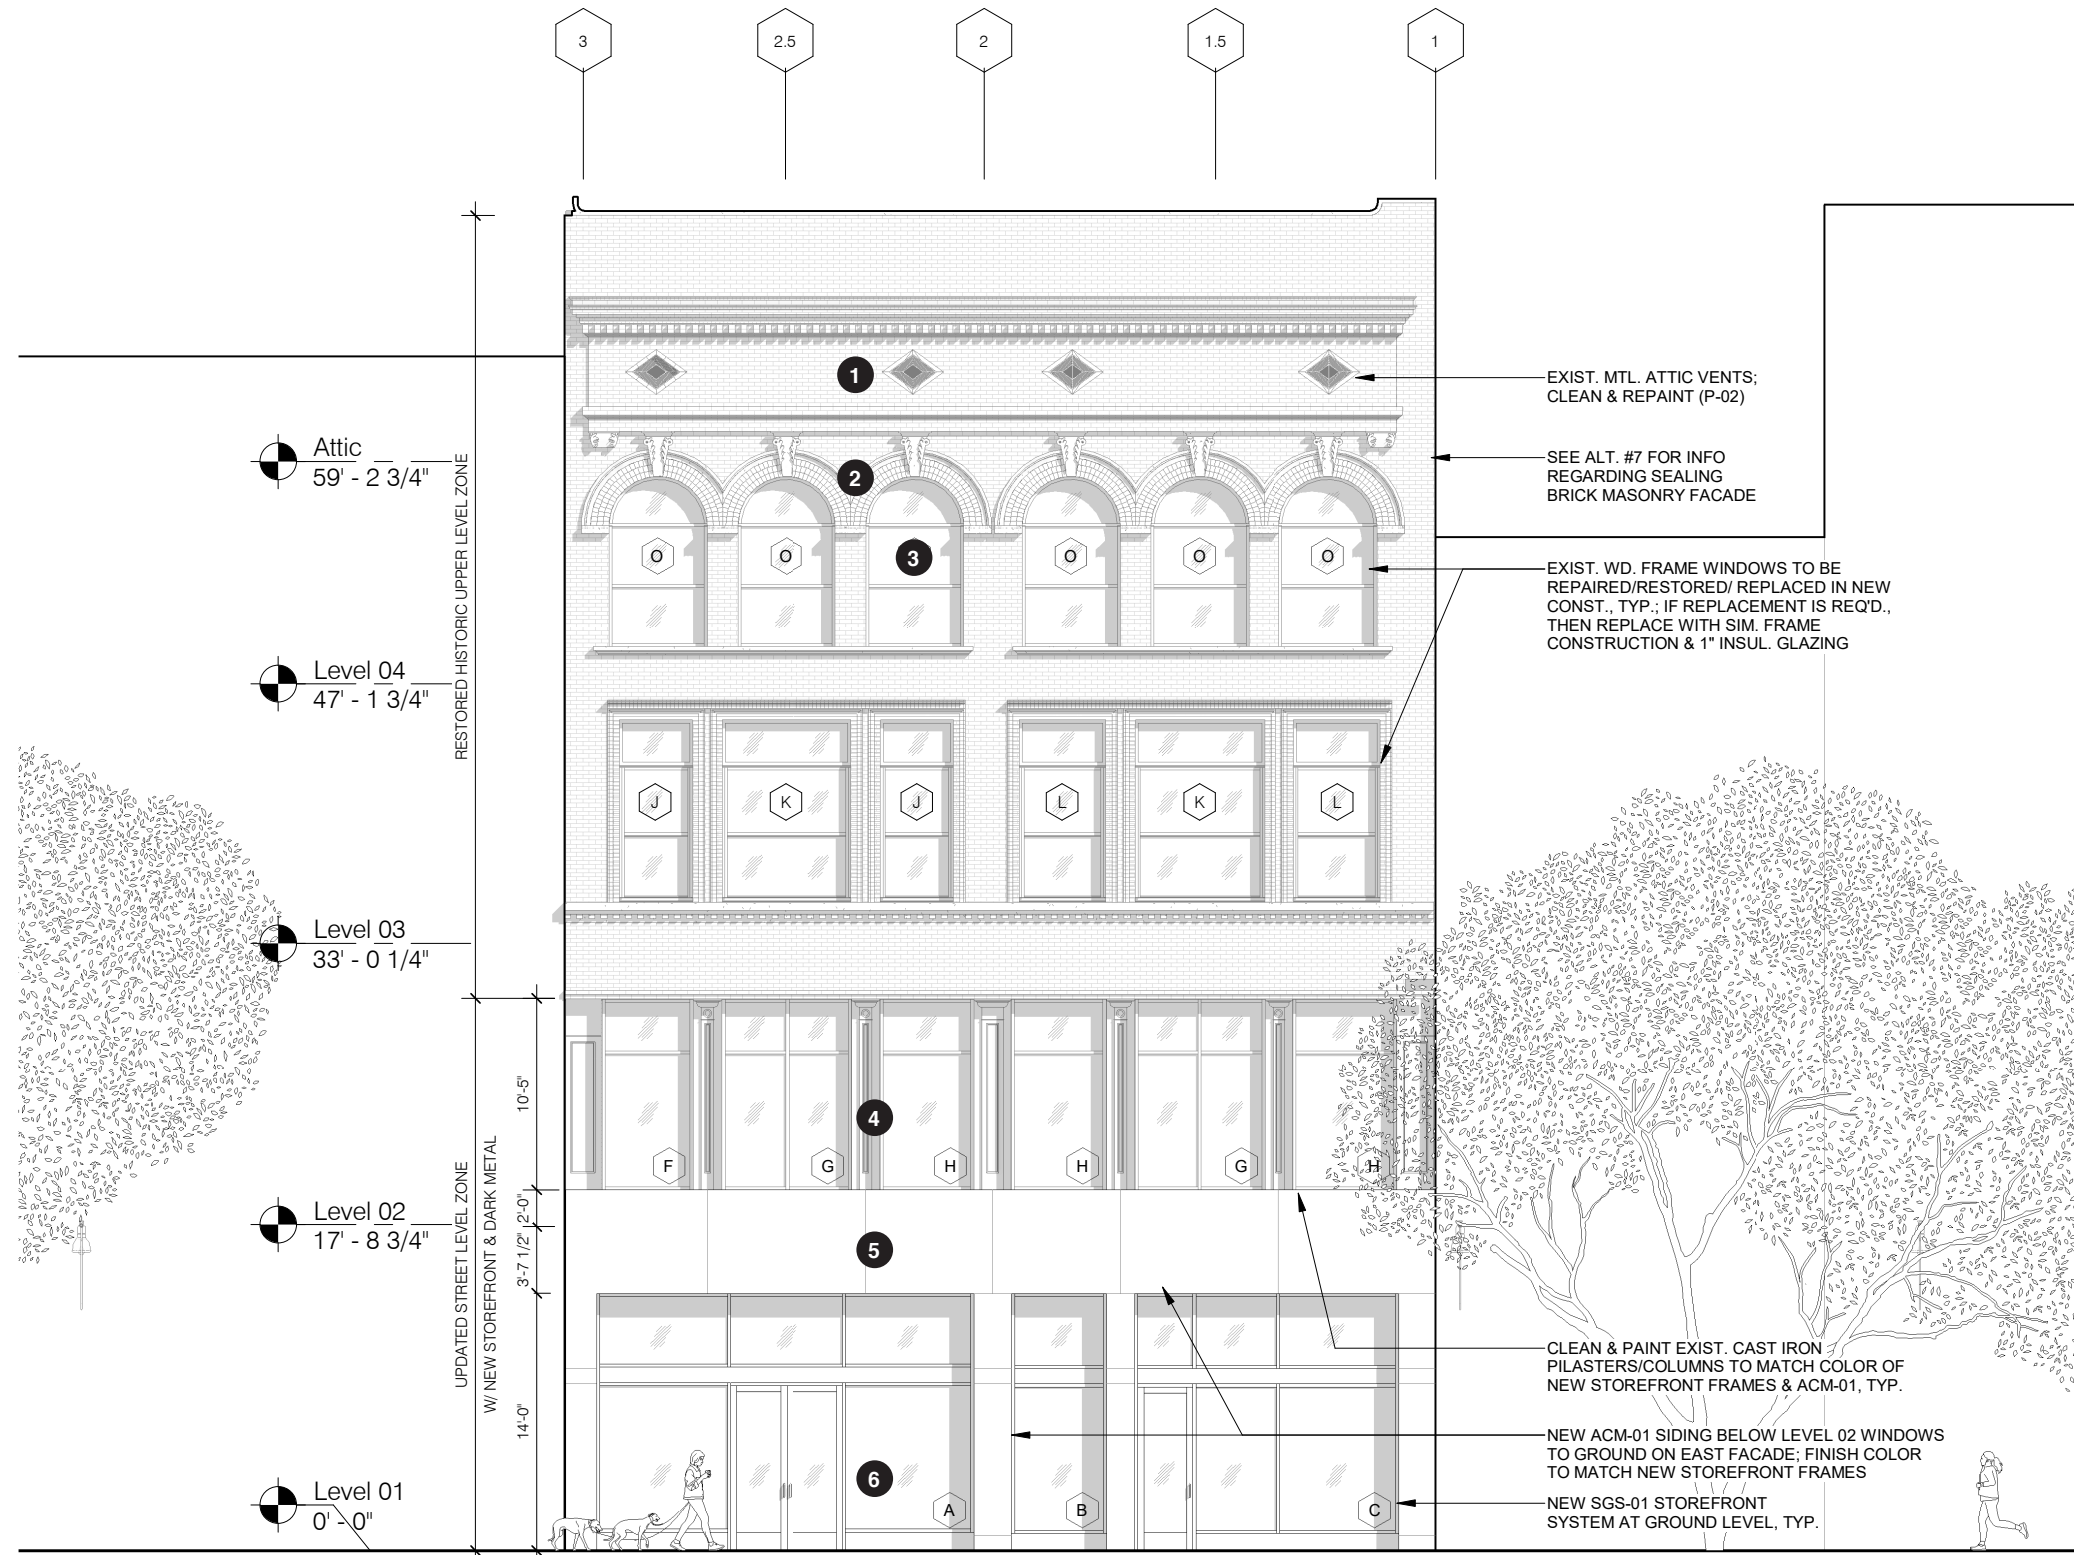 3
2.5
2
1.5
1
1
EXIST. MTL. ATTIC VENTS;
CLEAN & REPAINT (P-02)
Attic
59' - 2 3/4"
2
SEE ALT. #7 FOR INFO
REGARDING SEALING
BRICK MASONRY FACADE
RESTORED HISTORIC UPPER LEVEL ZONE
O
O
3
O
O
O
EXIST. WD. FRAME WINDOWS TO BE
REPAIRED/RESTORED/ REPLACED IN NEW
CONST., TYP.; IF REPLACEMENT IS REQ'D.,
THEN REPLACE WITH SIM. FRAME
CONSTRUCTION & 1" INSUL. GLAZING
Level 04
47' - 1 3/4"
J
K
J
L
K
L
Level 03
33' - 0 1/4"
10'-5"
4
F
G
H
H
G
H
Level 02
17' - 8 3/4"
2'-0"
3'-7 1/2"
5
UPDATED STREET LEVEL ZONE
W/ NEW STOREFRONT & DARK METAL
14'-0"
CLEAN & PAINT EXIST. CAST IRON
PILASTERS/COLUMNS TO MATCH COLOR OF
NEW STOREFRONT FRAMES & ACM-01, TYP.
NEW ACM-01 SIDING BELOW LEVEL 02 WINDOWS
TO GROUND ON EAST FACADE; FINISH COLOR
TO MATCH NEW STOREFRONT FRAMES
6
A
B
C
NEW SGS-01 STOREFRONT
SYSTEM AT GROUND LEVEL, TYP.
Level 01
0' - 0"